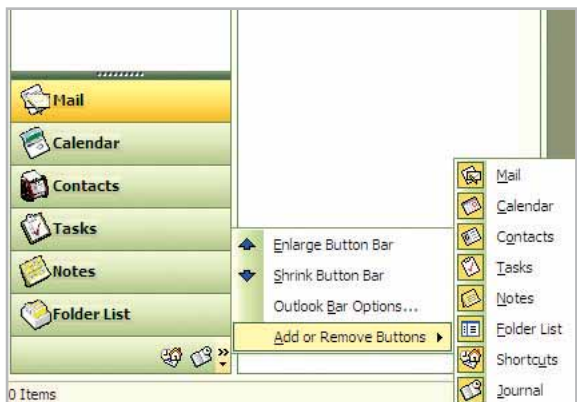 Mail
Calendar
Contacts
Tasks
Notes
Folder List
0 Items
Enlarge Button Bar
Shrink Button Bar
Outlook Bar Options...
Add or Remove Buttons
Mail
Calendar
Contacts
Tasks
Notes
Folder List
Shortcuts
Journal